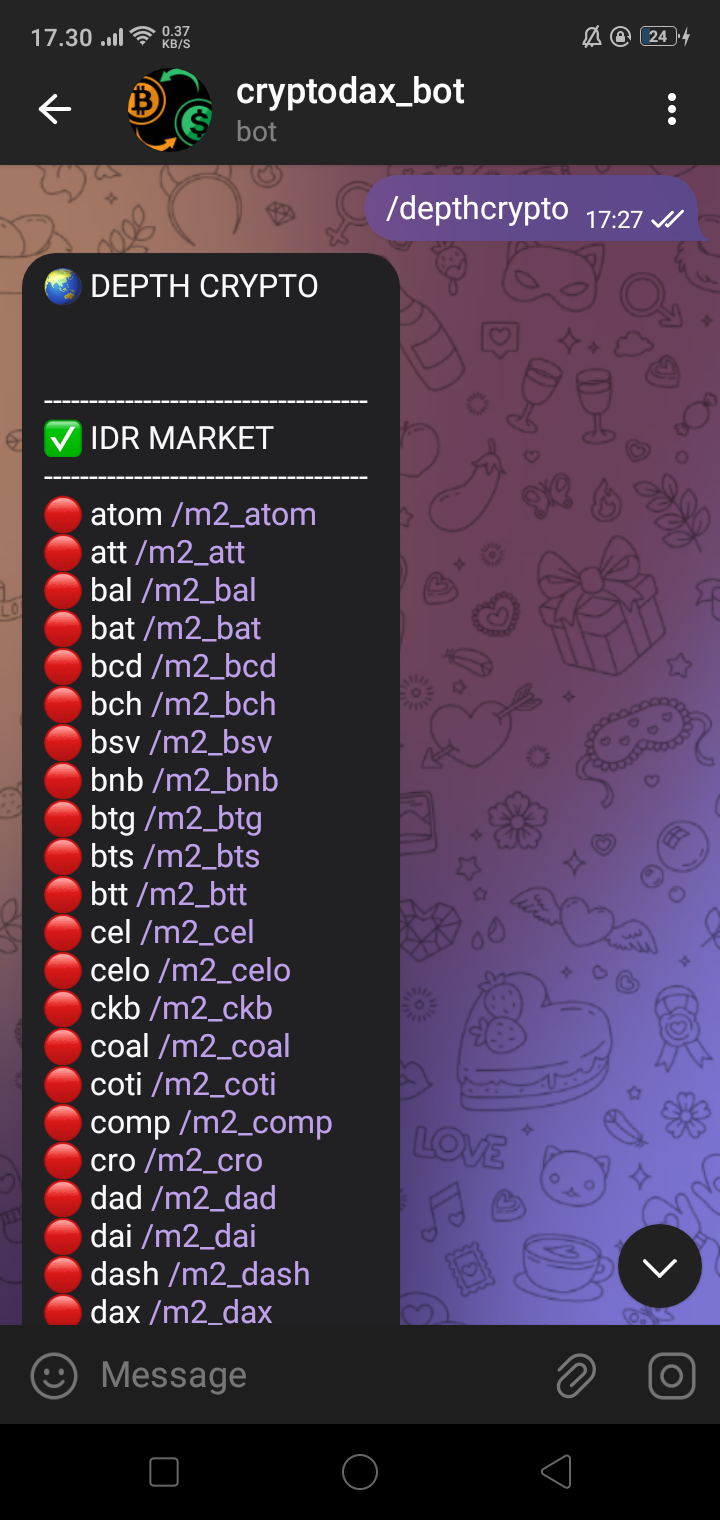 17.30 0.37 KB/S 24
cryptodax_bot
bot
/depthcrypto 17:27
🌏 DEPTH CRYPTO
------------------------------------
✅ IDR MARKET
------------------------------------
🔴 atom /m2_atom
🔴 att /m2_att
🔴 bal /m2_bal
🔴 bat /m2_bat
🔴 bcd /m2_bcd
🔴 bch /m2_bch
🔴 bsv /m2_bsv
🔴 bnb /m2_bnb
🔴 btg /m2_btg
🔴 bts /m2_bts
🔴 btt /m2_btt
🔴 cel /m2_cel
🔴 celo /m2_celo
🔴 ckb /m2_ckb
🔴 coal /m2_coal
🔴 coti /m2_coti
🔴 comp /m2_comp
🔴 cro /m2_cro
🔴 dad /m2_dad
🔴 dai /m2_dai
🔴 dash /m2_dash
🔴 dax /m2_dax
LOVE
Message